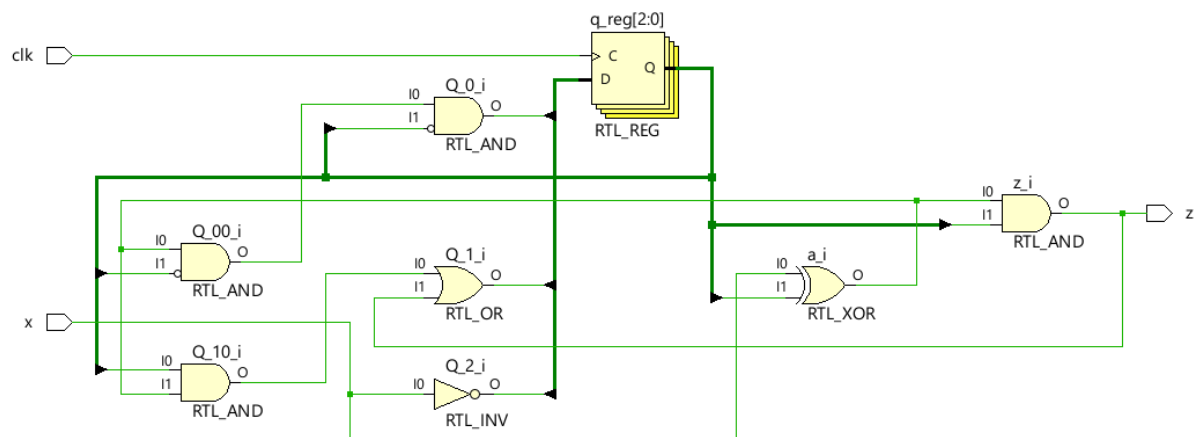 q_reg[2:0]
clk
C
Q
D
RTL_REG
Q_0_i
I0
O
I1
RTL_AND
z_i
I0
O
I1
z
RTL_AND
Q_00_i
I0
O
I1
RTL_AND
Q_1_i
I0
O
I1
RTL_OR
a_i
I0
O
I1
RTL_XOR
x
Q_10_i
I0
O
I1
RTL_AND
Q_2_i
I0
O
RTL_INV